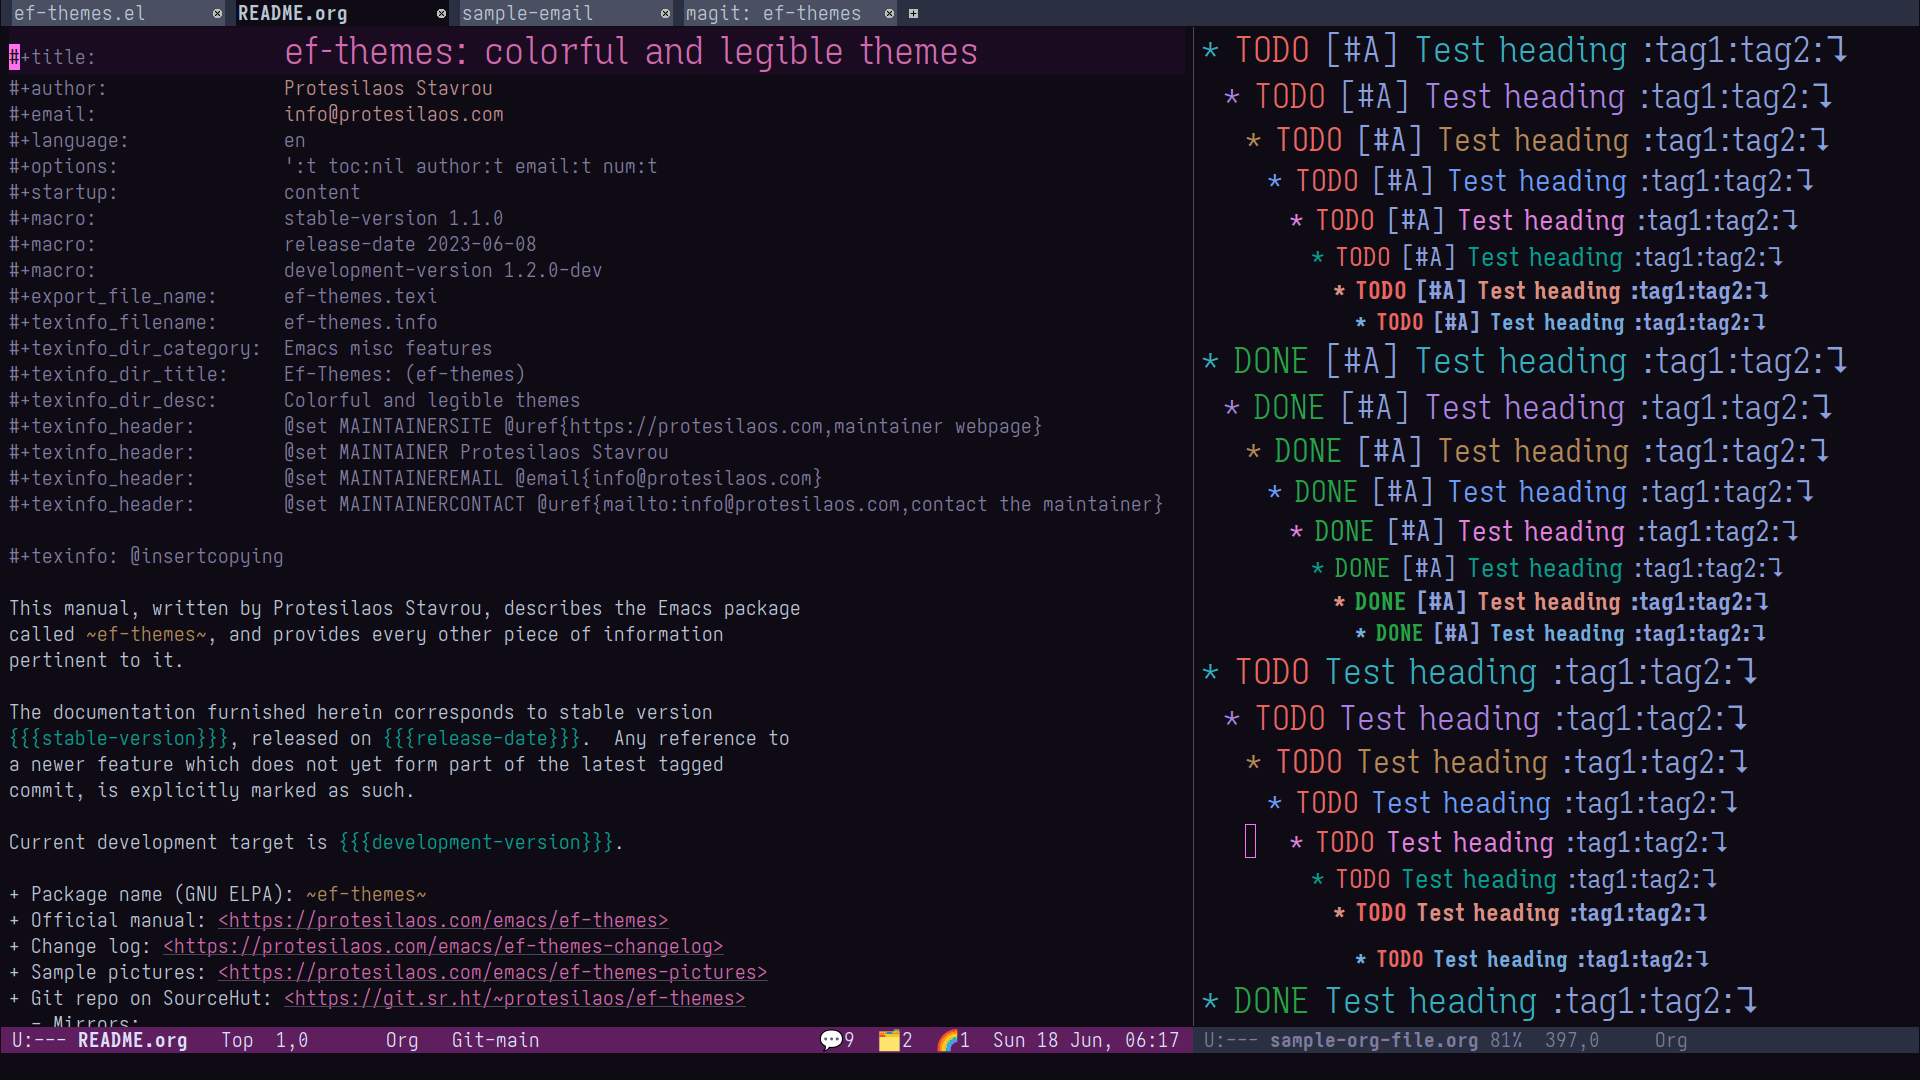 ef-themes.el README.org sample-email magit: ef-themes
#+title: ef-themes: colorful and legible themes
#+author: Protesilaos Stavrou
#+email: info@protesilaos.com
#+language: en
#+options: ':t toc:nil author:t email:t num:t
#+startup: content
#+macro: stable-version 1.1.0
#+macro: release-date 2023-06-08
#+macro: development-version 1.2.0-dev
#+export_file_name: ef-themes.texi
#+texinfo_filename: ef-themes.info
#+texinfo_dir_category: Emacs misc features
#+texinfo_dir_title: Ef-Themes: (ef-themes)
#+texinfo_dir_desc: Colorful and legible themes
#+texinfo_header: @set MAINTAINERSITE @uref{https://protesilaos.com,maintainer webpage}
#+texinfo_header: @set MAINTAINER Protesilaos Stavrou
#+texinfo_header: @set MAINTAINEREMAIL @email{info@protesilaos.com}
#+texinfo_header: @set MAINTAINERCONTACT @uref{mailto:info@protesilaos.com,contact the maintainer}
#+texinfo: @insertcopying
This manual, written by Protesilaos Stavrou, describes the Emacs package
called ~ef-themes~, and provides every other piece of information
pertinent to it.
The documentation furnished herein corresponds to stable version
{{{stable-version}}}, released on {{{release-date}}}.  Any reference to
a newer feature which does not yet form part of the latest tagged
commit, is explicitly marked as such.
Current development target is {{{development-version}}}.
+ Package name (GNU ELPA): ~ef-themes~
+ Official manual: <https://protesilaos.com/emacs/ef-themes>
+ Change log: <https://protesilaos.com/emacs/ef-themes-changelog>
+ Sample pictures: <https://protesilaos.com/emacs/ef-themes-pictures>
+ Git repo on SourceHut: <https://git.sr.ht/~protesilaos/ef-themes>
- Mirrors:
U:--- README.org Top 1,0 Org Git-main 💬9 🗂️2 🌈1 Sun 18 Jun, 06:17
* TODO [#A] Test heading :tag1:tag2:⤵
* TODO [#A] Test heading :tag1:tag2:⤵
* TODO [#A] Test heading :tag1:tag2:⤵
* TODO [#A] Test heading :tag1:tag2:⤵
* TODO [#A] Test heading :tag1:tag2:⤵
* TODO [#A] Test heading :tag1:tag2:⤵
* TODO [#A] Test heading :tag1:tag2:⤵
* TODO [#A] Test heading :tag1:tag2:⤵
* DONE [#A] Test heading :tag1:tag2:⤵
* DONE [#A] Test heading :tag1:tag2:⤵
* DONE [#A] Test heading :tag1:tag2:⤵
* DONE [#A] Test heading :tag1:tag2:⤵
* DONE [#A] Test heading :tag1:tag2:⤵
* DONE [#A] Test heading :tag1:tag2:⤵
* DONE [#A] Test heading :tag1:tag2:⤵
* DONE [#A] Test heading :tag1:tag2:⤵
* TODO Test heading :tag1:tag2:⤵
* TODO Test heading :tag1:tag2:⤵
* TODO Test heading :tag1:tag2:⤵
* TODO Test heading :tag1:tag2:⤵
* TODO Test heading :tag1:tag2:⤵
* TODO Test heading :tag1:tag2:⤵
* TODO Test heading :tag1:tag2:⤵
* TODO Test heading :tag1:tag2:⤵
* DONE Test heading :tag1:tag2:⤵
U:--- sample-org-file.org 81% 397,0 Org